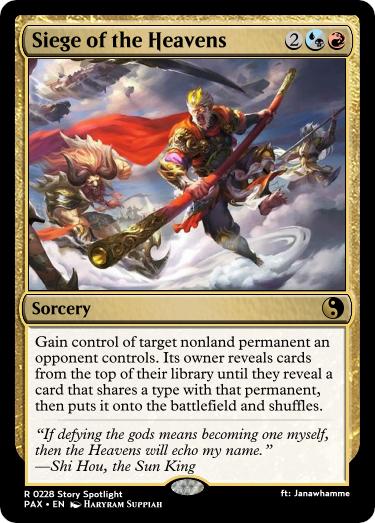 Siege of the Heavens 2
Sorcery
Gain control of target nonland permanent an
opponent controls. Its owner reveals cards
from the top of their library until they reveal
a card that shares a type with that permanent,
then puts it onto the battlefield and shuffles.
“If defying the gods means becoming one myself,
then the Heavens will echo my name.”
—Shi Hou, the Sun King
R 0228 Story Spotlight
ft: Janawhamme
PAX • EN Haryram Suppiah